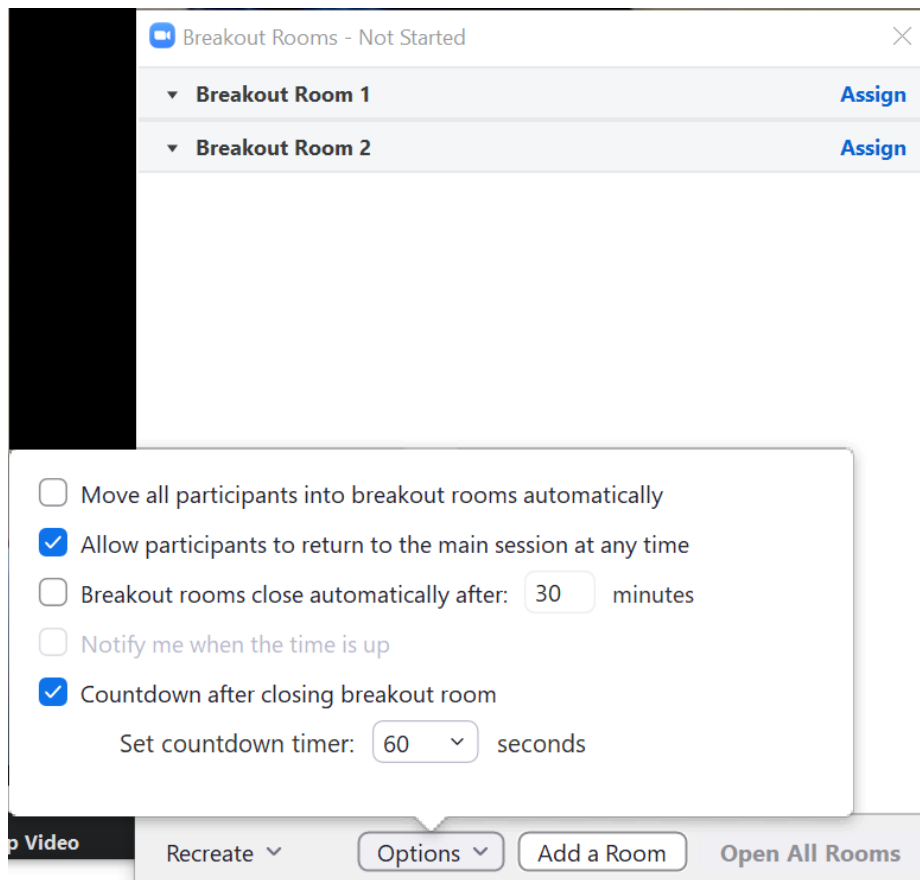 Breakout Rooms - Not Started
Breakout Room 1 Assign
Breakout Room 2 Assign
Move all participants into breakout rooms automatically
Allow participants to return to the main session at any time
Breakout rooms close automatically after: 30 minutes
Notify me when the time is up
Countdown after closing breakout room
Set countdown timer: 60 seconds
p Video
Recreate Options Add a Room Open All Rooms